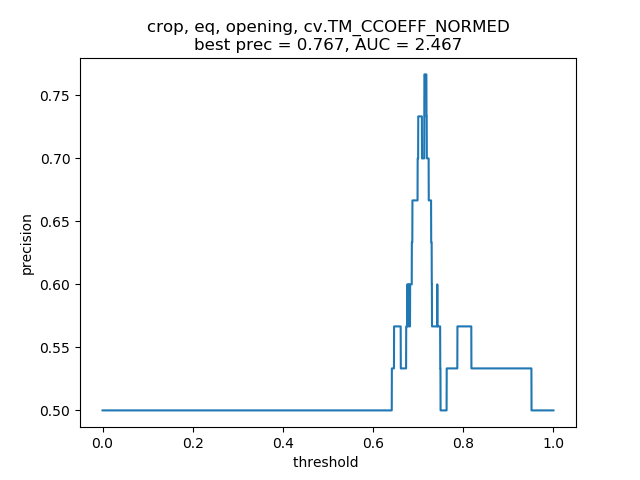 crop, eq, opening, cv.TM_CCOEFF_NORMED
best prec = 0.767, AUC = 2.467
0.75
0.70
0.65
0.60
0.55
0.50
precision
0.0 0.2 0.4 0.6 0.8 1.0
threshold